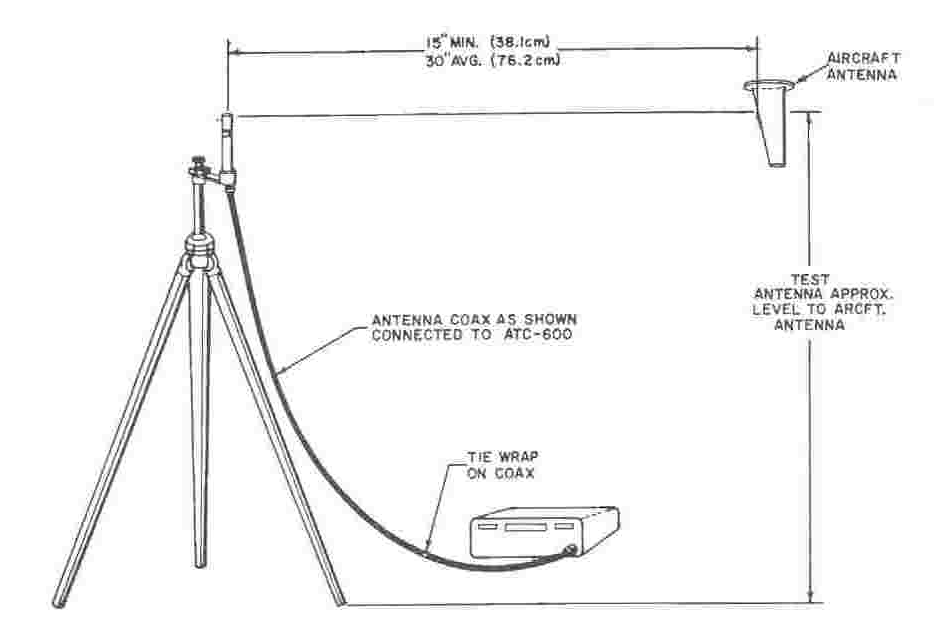 15" MIN. (38.1cm)
30" AVG. (76.2cm)
AIRCRAFT
ANTENNA
TEST
ANTENNA APPROX.
LEVEL TO ARCFT.
ANTENNA
ANTENNA COAX AS SHOWN
CONNECTED TO ATC-600
TIE WRAP
ON COAX